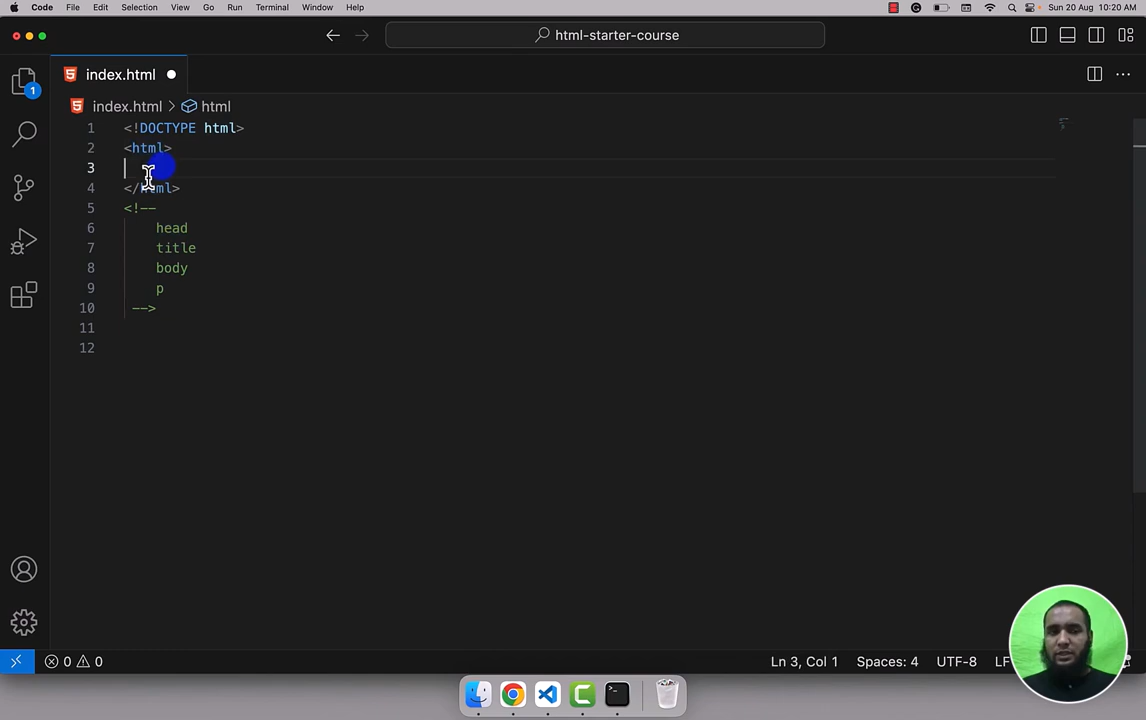 Code File Edit Selection View Go Run Terminal Window Help Sun 20 Aug 10:20 AM
html-starter-course
index.html
1
index.html > html
1 <!DOCTYPE html>
2 <html>
3
4 </html>
5 <!--
6 head
7 title
8 body
9 p
10 -->
11
12
0 0 Ln 3, Col 1 Spaces: 4 UTF-8 LF